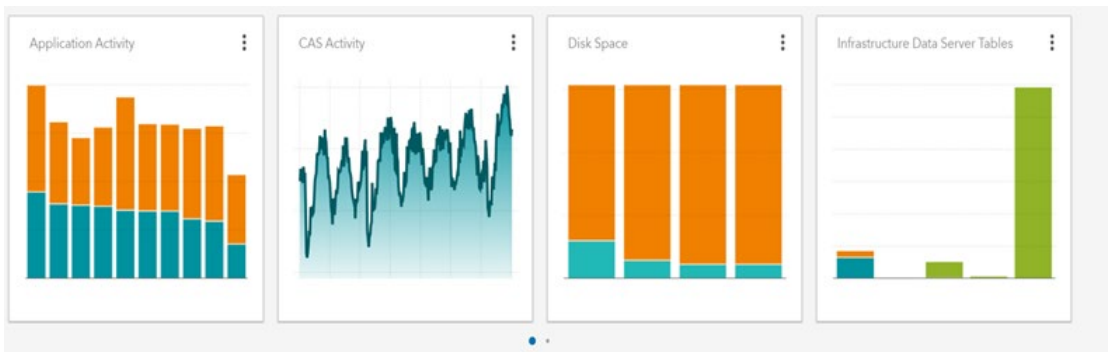 Application Activity
CAS Activity
Disk Space
Infrastructure Data Server Tables